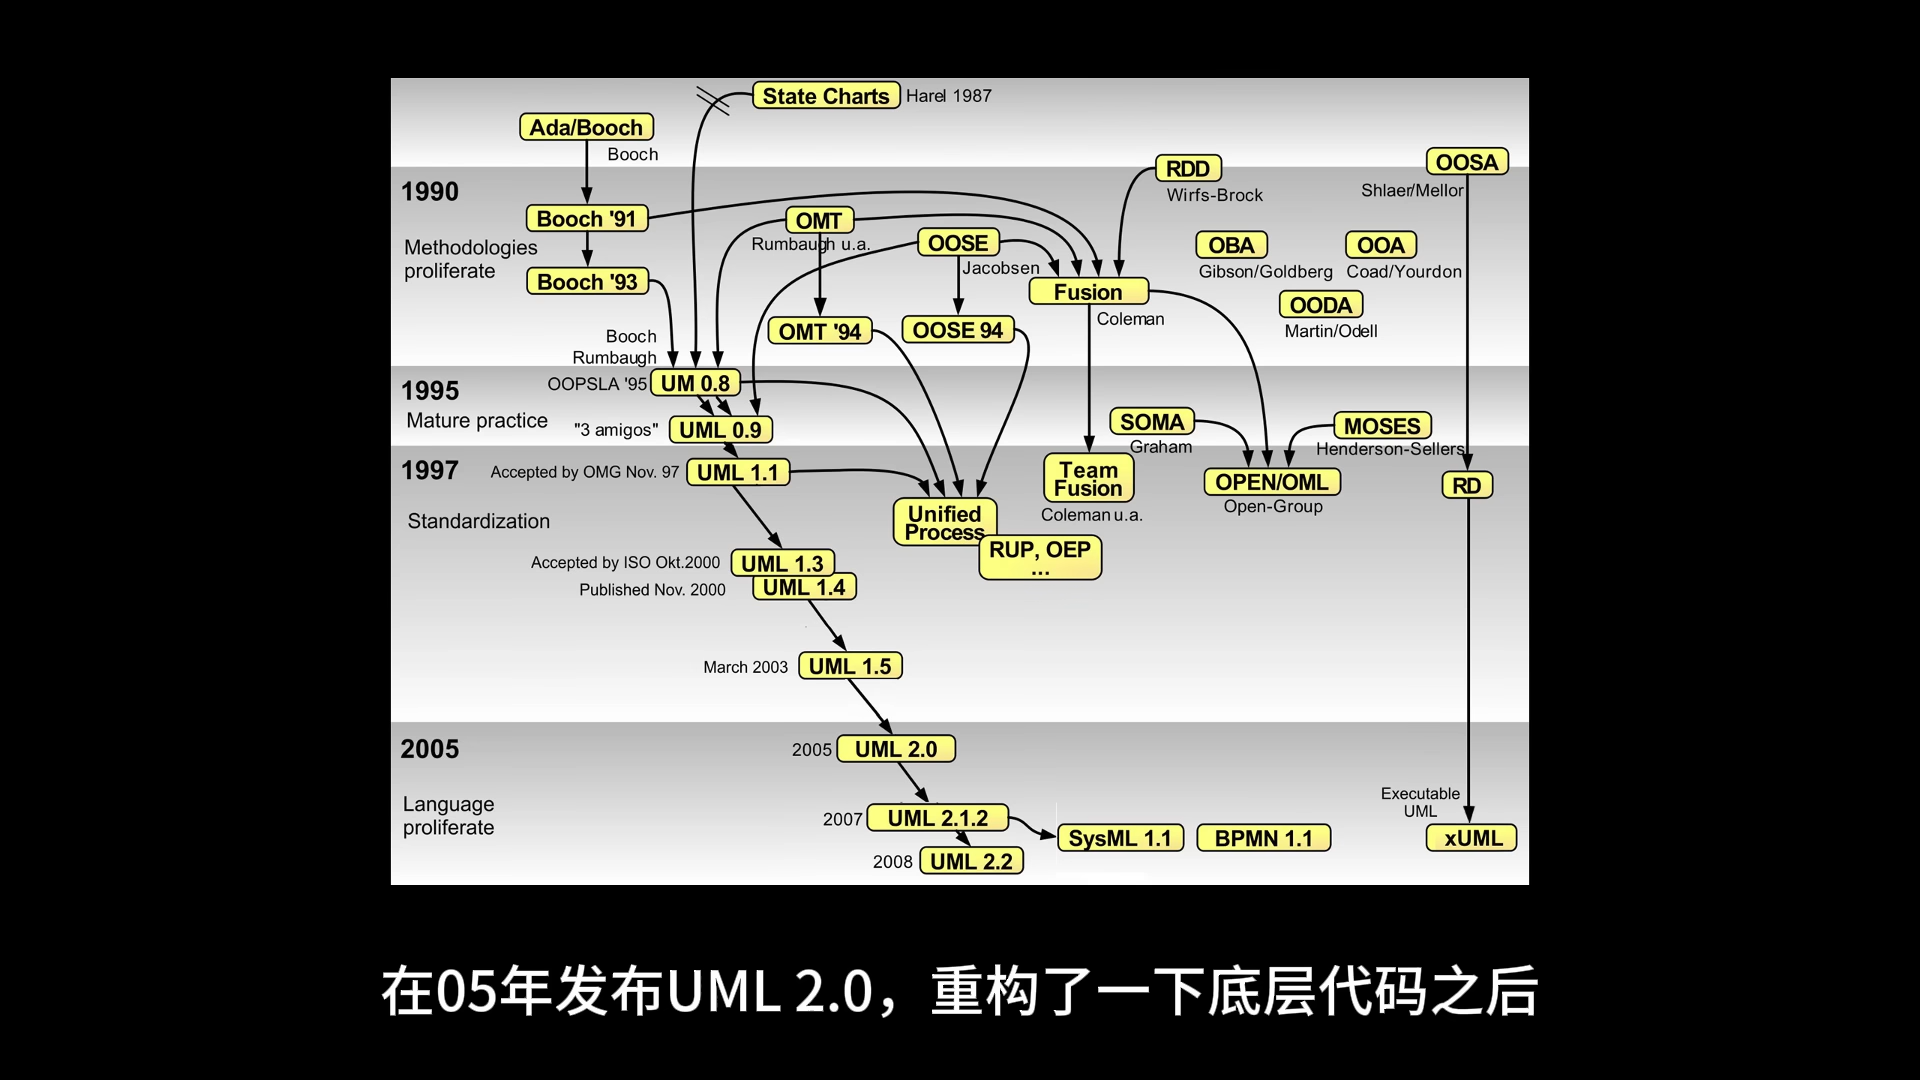 State Charts Harel 1987
Ada/Booch
Booch
OOSA
RDD
1990
Shlaer/Mellor
Wirfs-Brock
Booch '91
OMT
Rumbaugh u.a.
OOSE
OBA
OOA
Methodologies
proliferate
Jacobsen
Gibson/Goldberg
Coad/Yourdon
Booch '93
Fusion
OODA
Coleman
Martin/Odell
OMT '94
OOSE 94
Booch
Rumbaugh
OOPSLA '95 UM 0.8
1995
Mature practice
SOMA
MOSES
"3 amigos" UML 0.9
Graham
Henderson-Sellers
1997
Accepted by OMG Nov. 97 UML 1.1
Team
Fusion
OPEN/OML
RD
Coleman u.a.
Open-Group
Standardization
Unified
Process
RUP, OEP
...
Accepted by ISO Okt.2000 UML 1.3
Published Nov. 2000 UML 1.4
March 2003 UML 1.5
2005
2005 UML 2.0
Language
proliferate
Executable
UML
2007 UML 2.1.2
SysML 1.1
BPMN 1.1
xUML
2008 UML 2.2
在05年发布UML 2.0，重构了一下底层代码之后